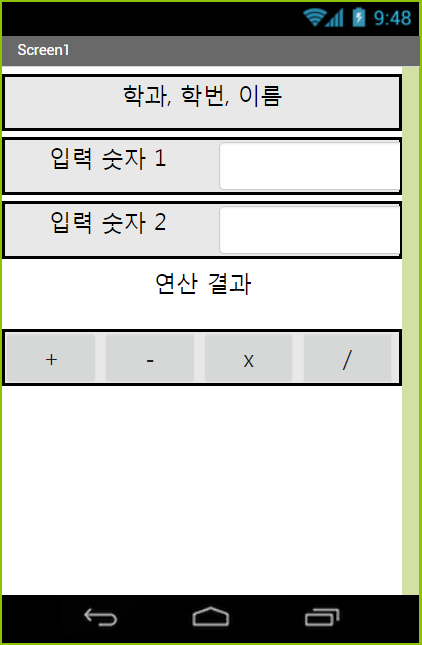 9:48
Screen1
학과, 학번, 이름
입력 숫자 1
입력 숫자 2
연산 결과
+ - x /